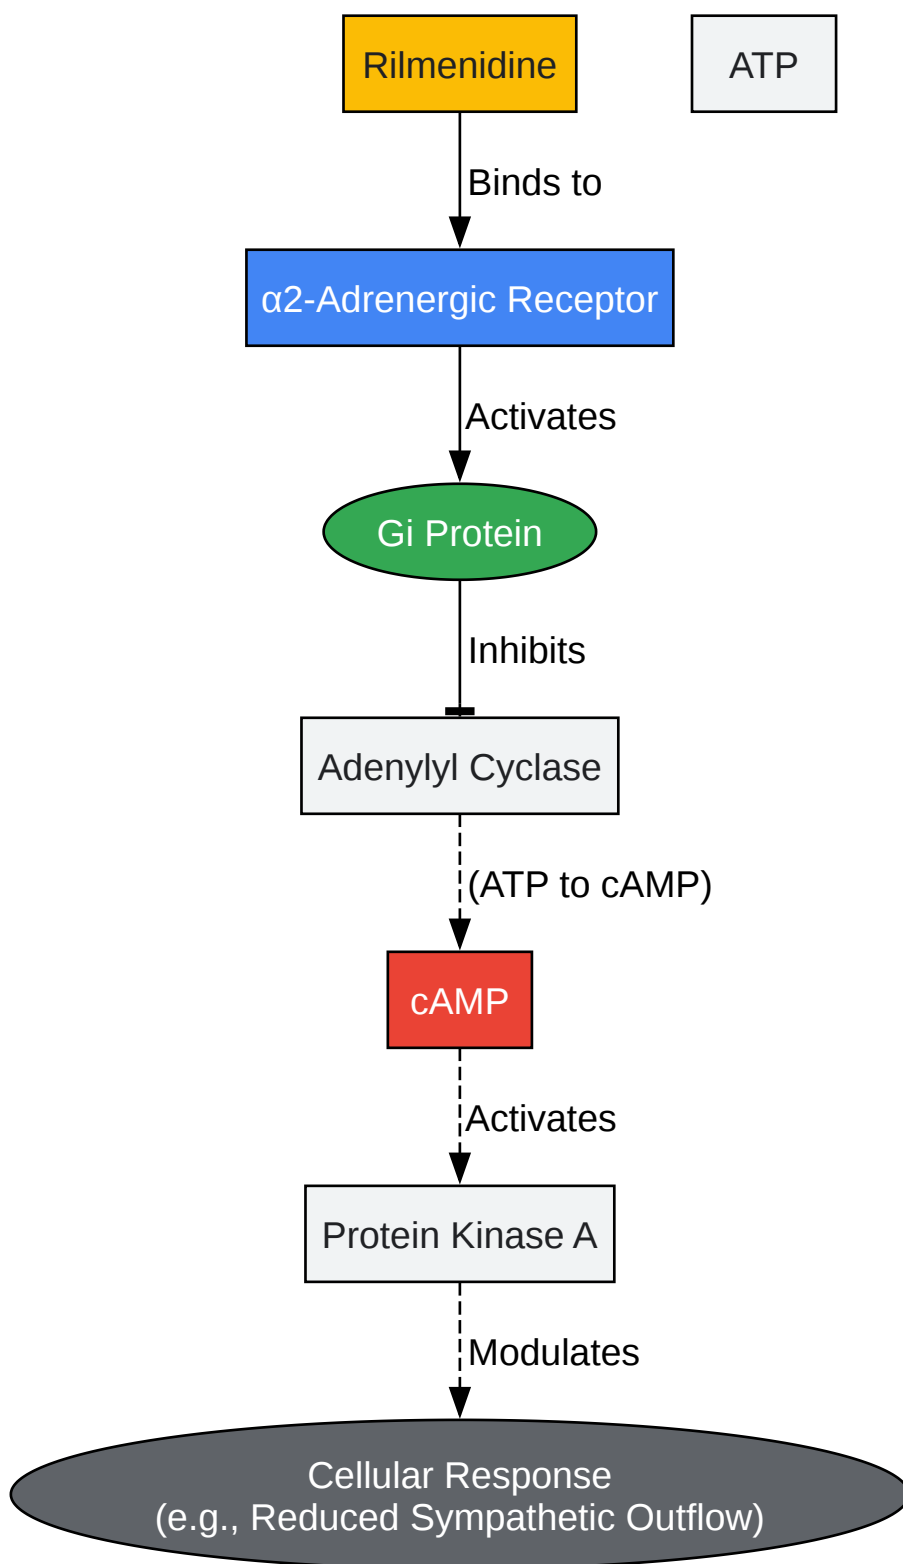 Rilmenidine
ATP
Binds to
α2-Adrenergic Receptor
Activates
Gi Protein
Inhibits
Adenylyl Cyclase
(ATP to cAMP)
cAMP
Activates
Protein Kinase A
Modulates
Cellular Response
(e.g., Reduced Sympathetic Outflow)